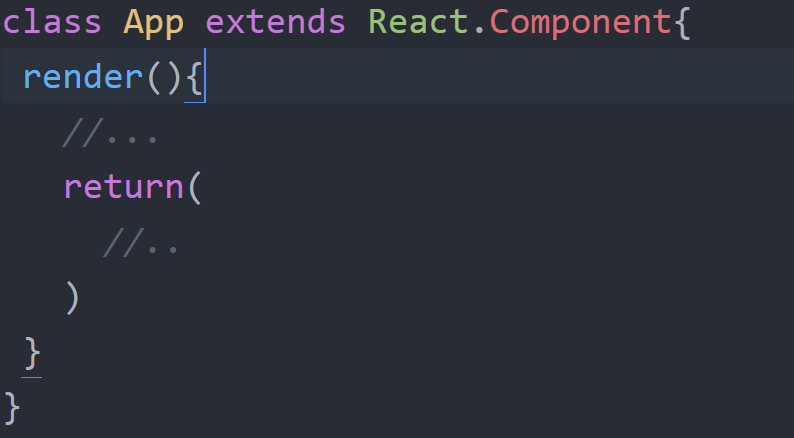 class App extends React.Component{
 render(){
   //...
   return(
     //..
   )
 }
}